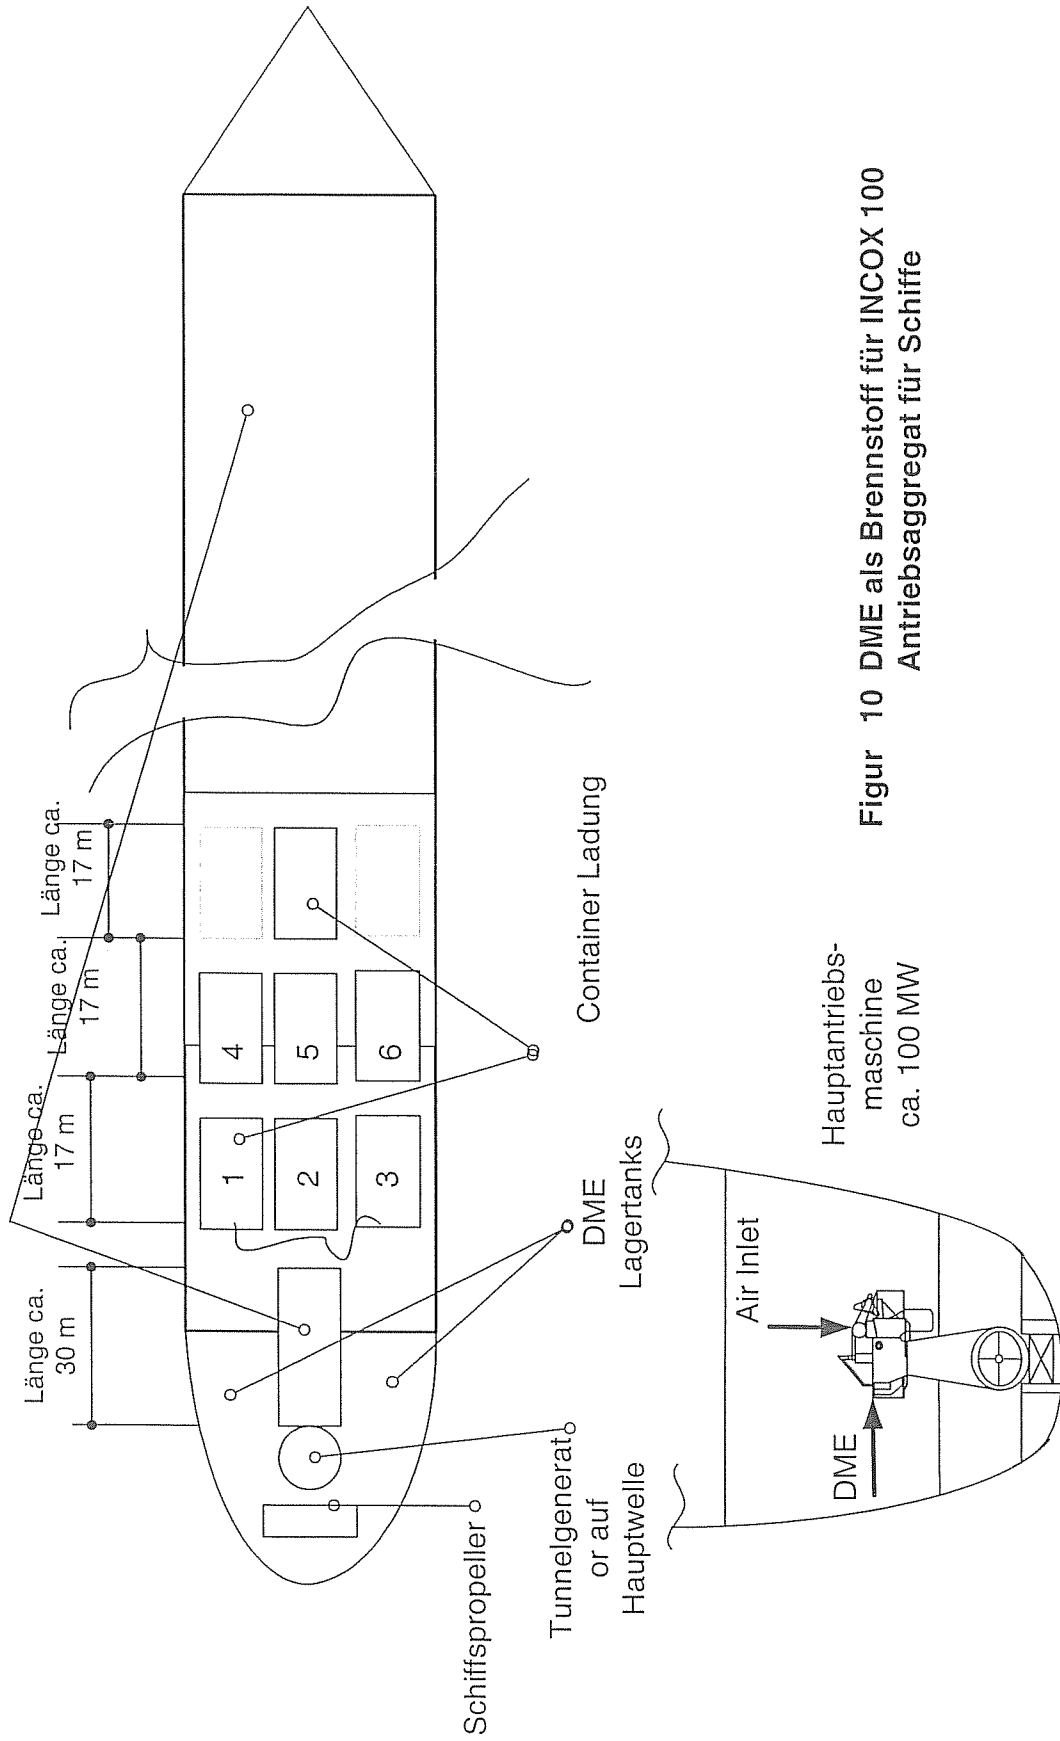 Länge ca.
30 m
Länge ca.
17 m
Länge ca.
17 m
Länge ca.
17 m
1
2
3
4
5
6
Schiffspropeller
Tunnelgenerat
or auf
Hauptwelle
DME
Lagertanks
Container Ladung
DME
Air Inlet
Hauptantriebs-
maschine
ca. 100 MW
Figur 10 DME als Brennstoff für INCOX 100
Antriebsaggregat für Schiffe